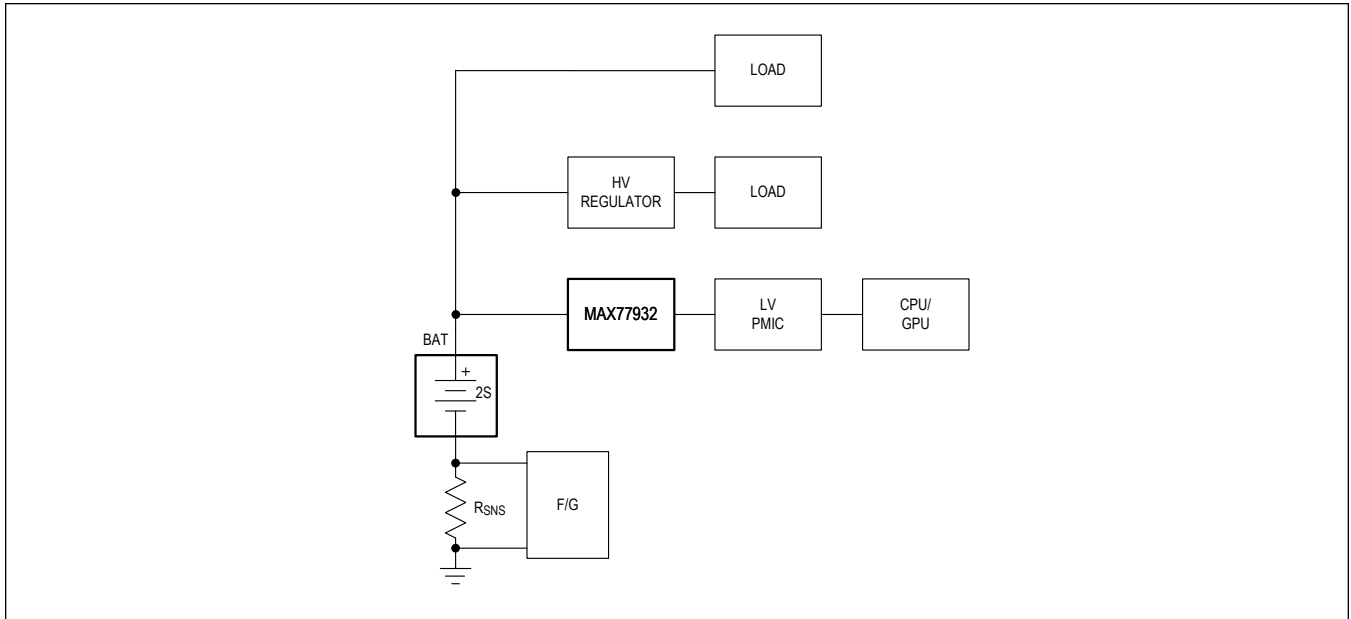 LOAD
HV
REGULATOR
LOAD
MAX77932
LV
PMIC
CPU/
GPU
BAT
+
2S
RSNS
F/G